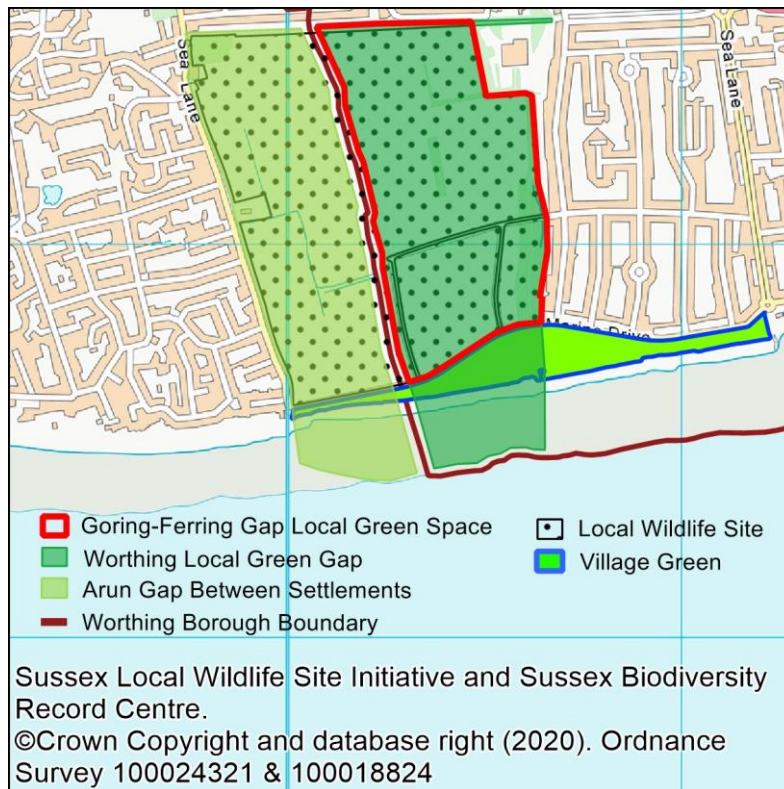 Sea Lane
Sea Lane
Marine Drive
Goring-Ferring Gap Local Green Space
Worthing Local Green Gap
Arun Gap Between Settlements
Worthing Borough Boundary
Local Wildlife Site
Village Green
Sussex Local Wildlife Site Initiative and Sussex Biodiversity
Record Centre.
©Crown Copyright and database right (2020). Ordnance
Survey 100024321 & 100018824